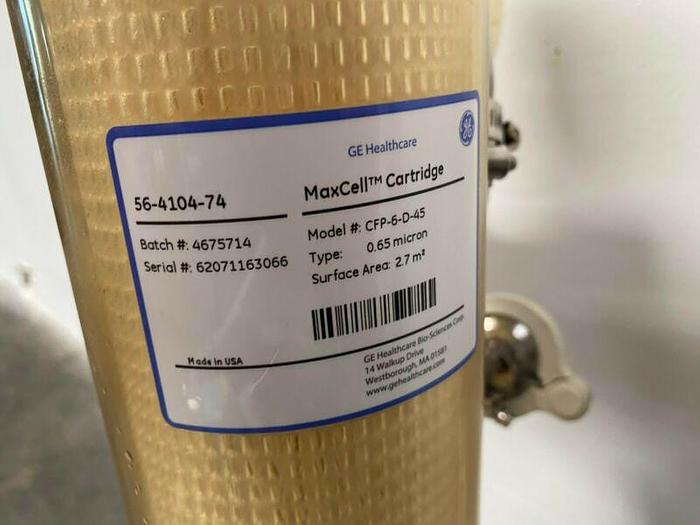 GE Healthcare
56-4104-74
MaxCell™ Cartridge
Batch #: 4675714
Serial #: 62071163066
Model #: CFP-6-D-45
Type: 0.65 micron
Surface Area: 2.7 m²
Made in USA
GE Healthcare Bio-Sciences Corp.
14 Walkup Drive
Westborough, MA 01581
www.gehealthcare.com